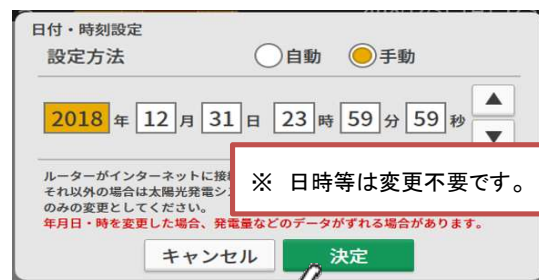 日付・時刻設定
設定方法 自動 手動
2018 年 12 月 31 日 23 時 59 分 59 秒
ルーターがインターネットに接
それ以外の場合は太陽光発電シ
のみの変更としてください。
※ 日時等は変更不要です。
年月日・時を変更した場合、発電量などのデータがずれる場合があります。
キャンセル 決定